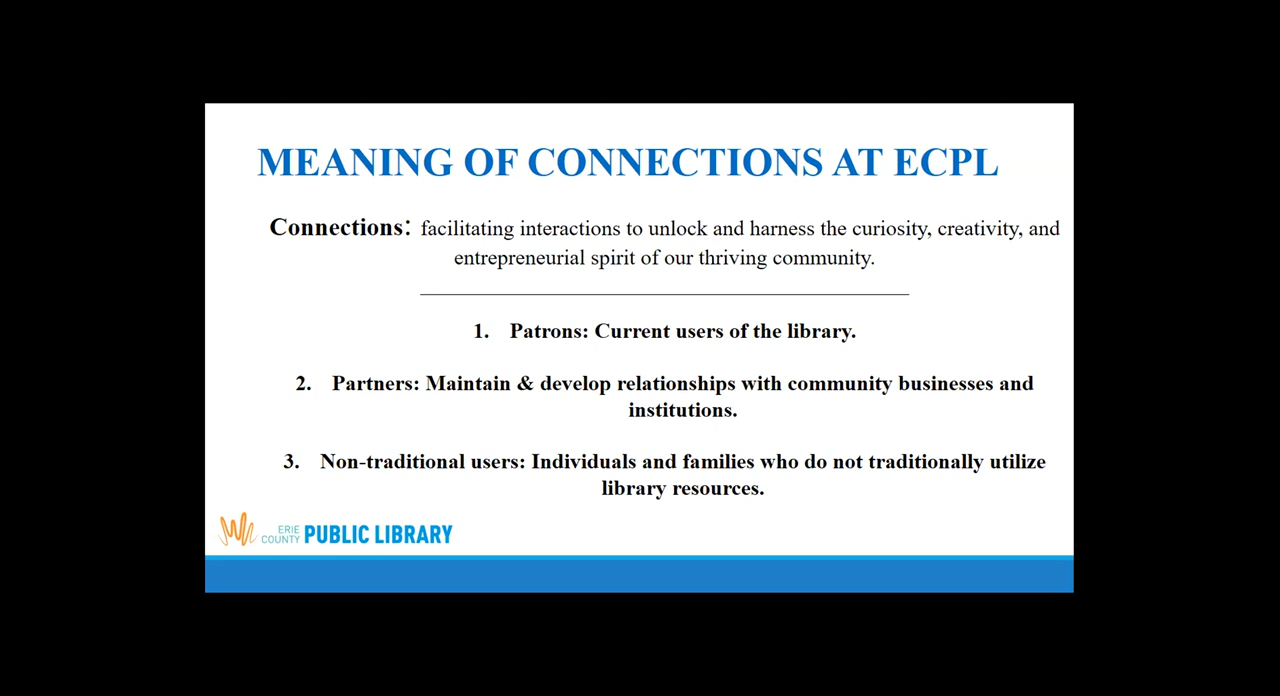 MEANING OF CONNECTIONS AT ECPL
Connections: facilitating interactions to unlock and harness the curiosity, creativity, and
entrepreneurial spirit of our thriving community.
1. Patrons: Current users of the library.
2. Partners: Maintain & develop relationships with community businesses and
institutions.
3. Non-traditional users: Individuals and families who do not traditionally utilize
library resources.
ERIE
COUNTY PUBLIC LIBRARY